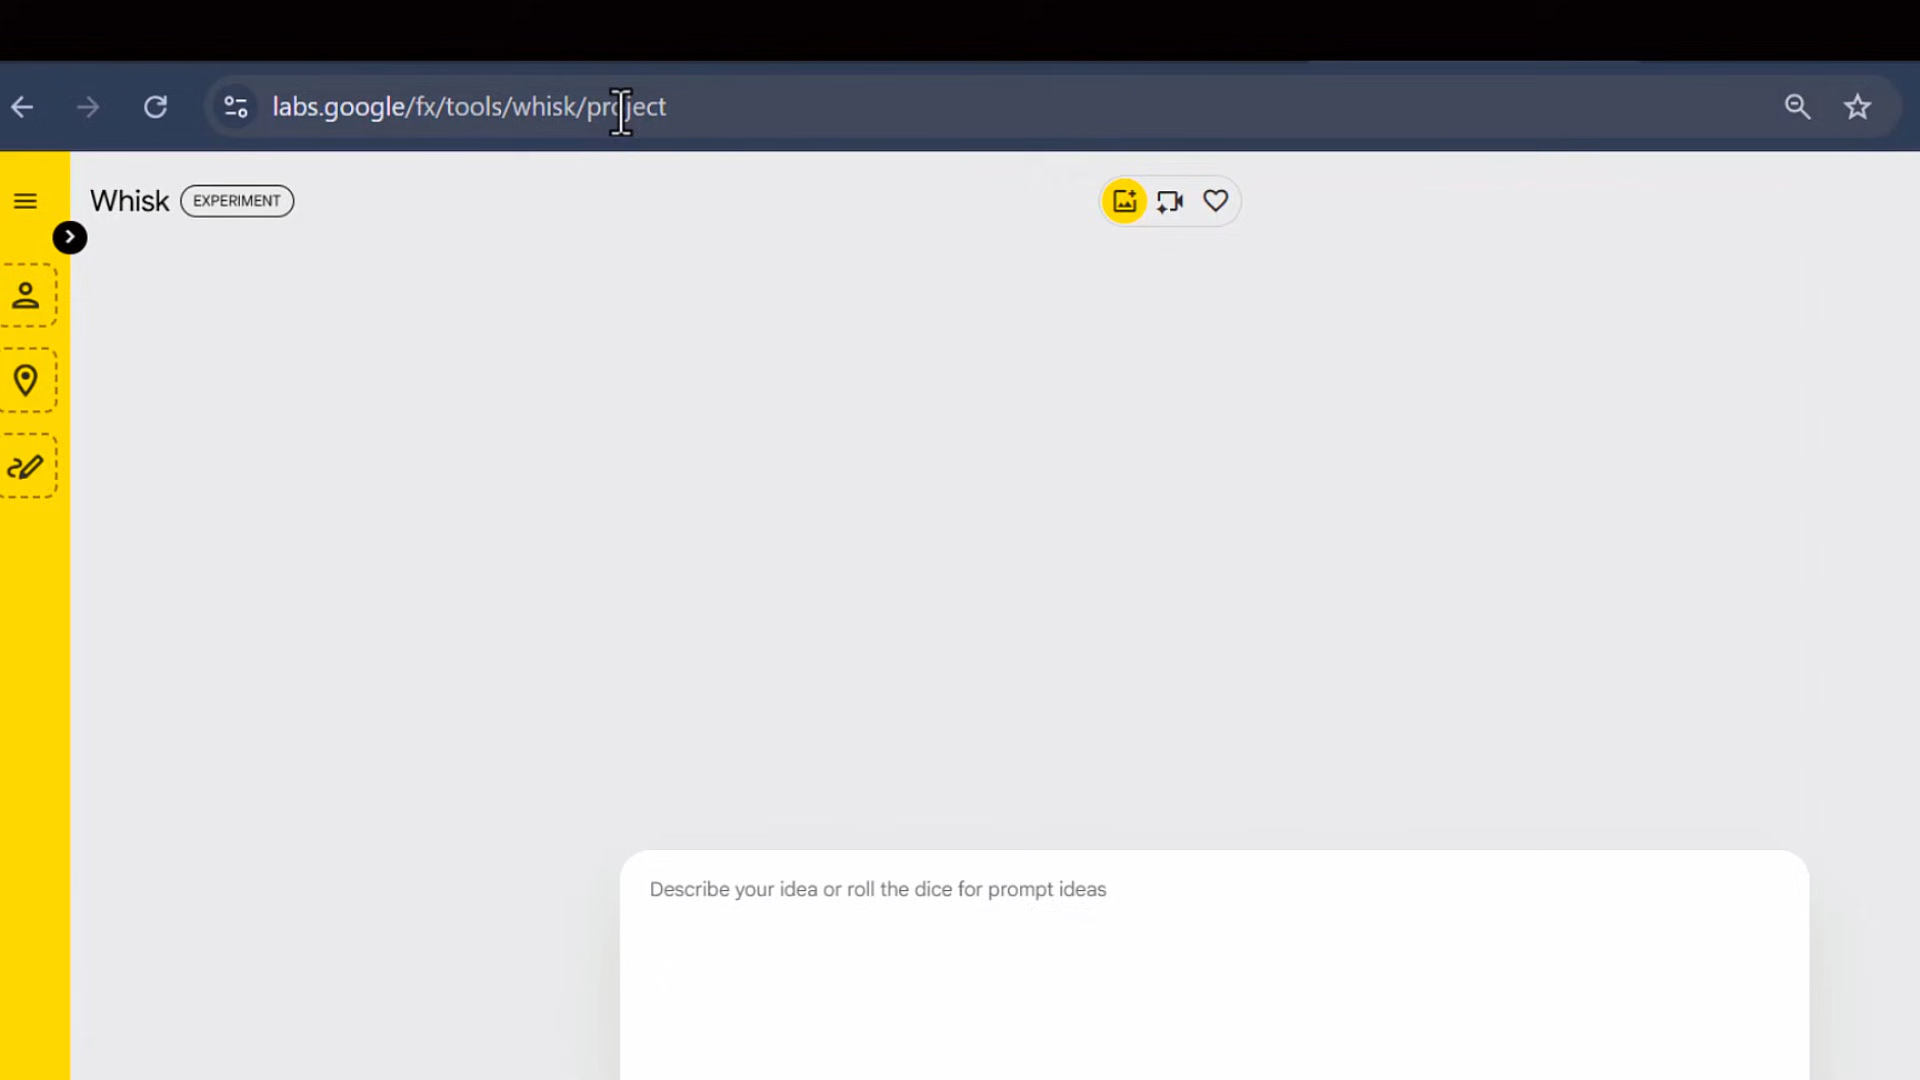 labs.google/fx/tools/whisk/project
Whisk EXPERIMENT
Describe your idea or roll the dice for prompt ideas